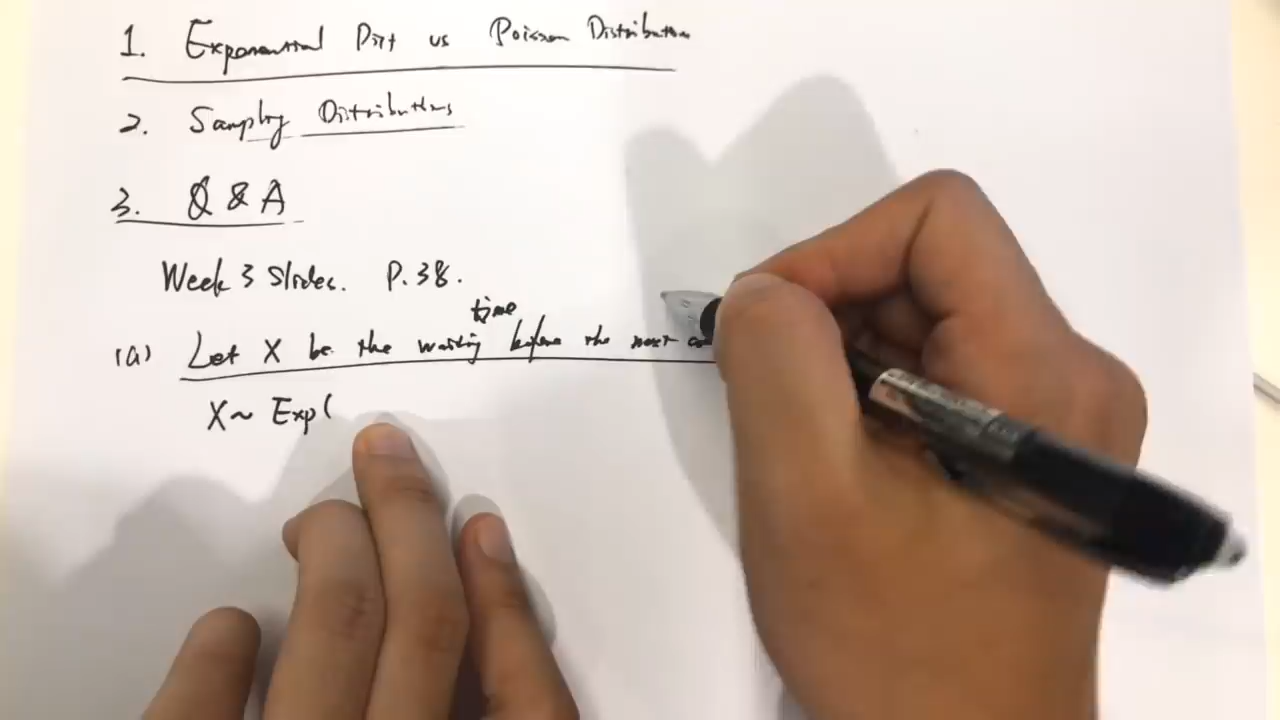 1. Exponential Dist vs Poisson Distribution
2. Sampling Distributions
3. Q & A
Week 3 Slides. P.38.
(a) Let X be the waiting time before the next
X~ Exp(